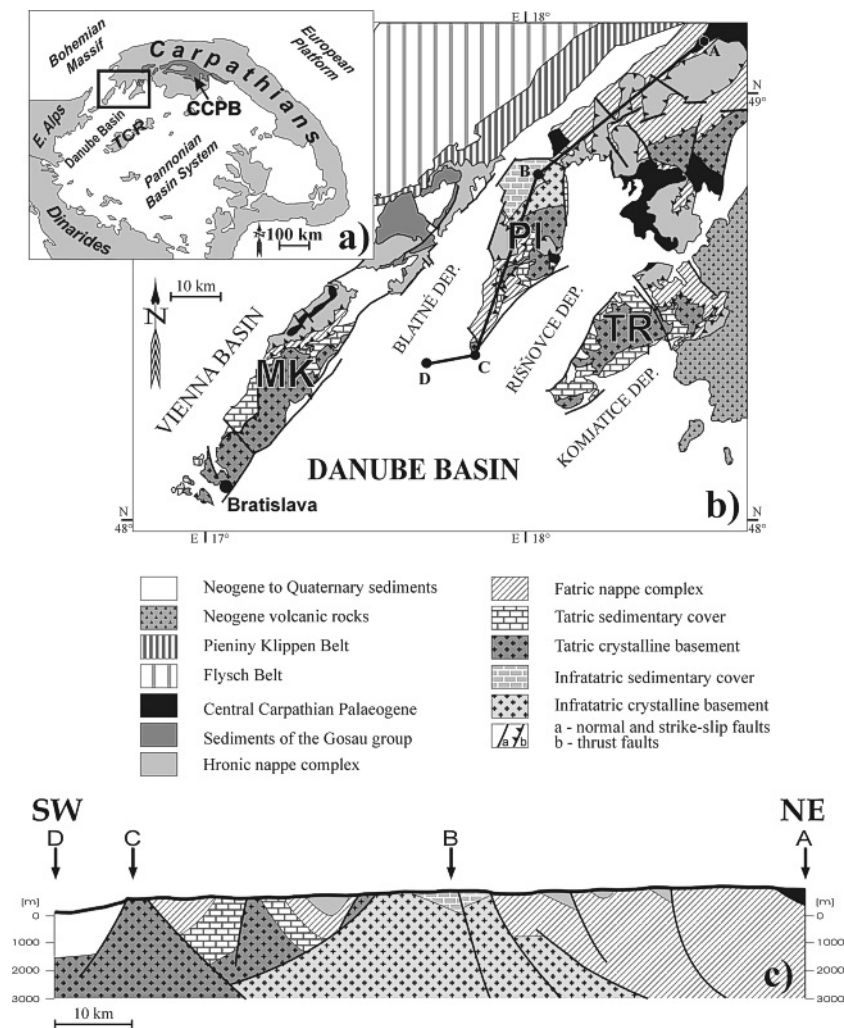 Bohemian
Massif
Carpathians
European
Platform
CCPB
E. Alps
Danube Basin
TCR
Pannonian
Basin System
Dinarides
100 km
a)
E 18°
N
49°
A
B
PI
10 km
N
BLATNÉ DEP.
RIŠŇOVCE DEP.
TR
VIENNA BASIN
MK
D
C
KOMJATICE DEP.
DANUBE BASIN
Bratislava
b)
N
48°
N
48°
E 17°
E 18°
Neogene to Quaternary sediments
Neogene volcanic rocks
Pieniny Klippen Belt
Flysch Belt
Central Carpathian Palaeogene
Sediments of the Gosau group
Hronic nappe complex
Fatric nappe complex
Tatric sedimentary cover
Tatric crystalline basement
Infratatric sedimentary cover
Infratatric crystalline basement
a b
a - normal and strike-slip faults
b - thrust faults
SW
NE
D
C
B
A
[m]
0
1000
2000
3000
[m]
0
1000
2000
3000
c)
10 km